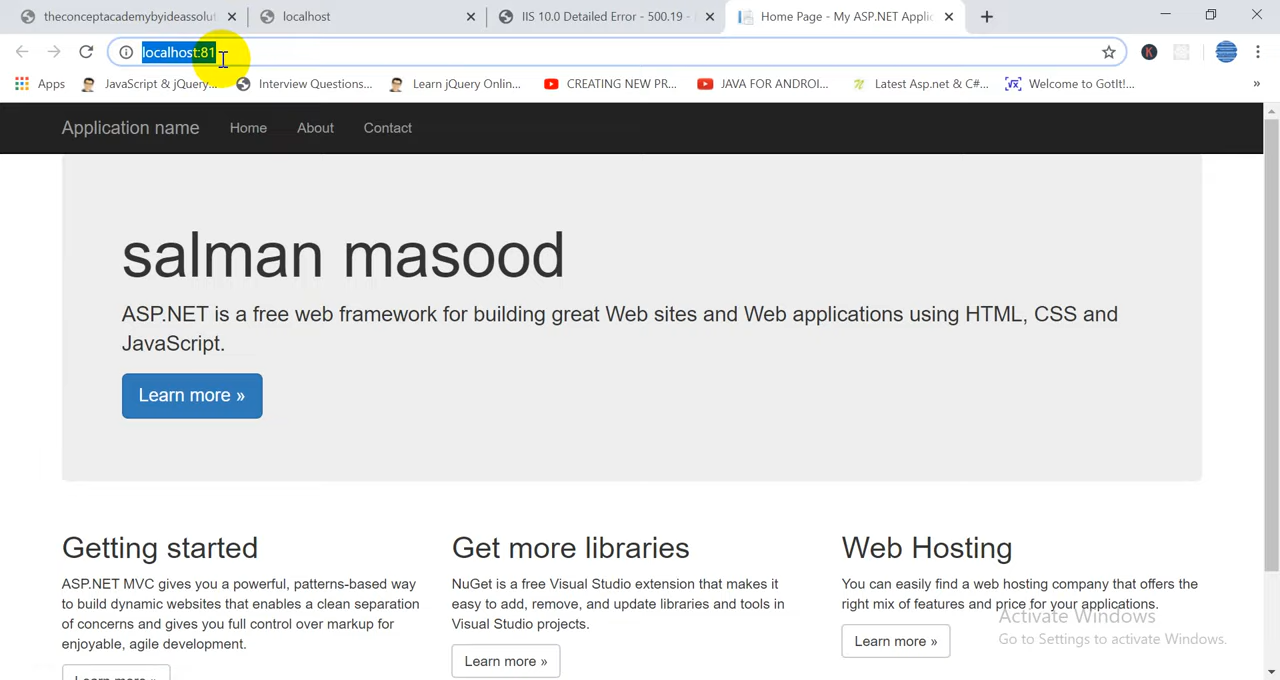 theconceptacademybyideassolut
localhost
IIS 10.0 Detailed Error - 500.19 -
Home Page - My ASP.NET Applic
localhost:81
K
Apps
JavaScript & jQuery...
Interview Questions...
Learn jQuery Onlin...
CREATING NEW PR...
JAVA FOR ANDROI...
Latest Asp.net & C#...
Welcome to GotIt!...
»
Application name
Home
About
Contact
salman masood
ASP.NET is a free web framework for building great Web sites and Web applications using HTML, CSS and
JavaScript.
Learn more »
Getting started
ASP.NET MVC gives you a powerful, patterns-based way
to build dynamic websites that enables a clean separation
of concerns and gives you full control over markup for
enjoyable, agile development.
Learn more »
Get more libraries
NuGet is a free Visual Studio extension that makes it
easy to add, remove, and update libraries and tools in
Visual Studio projects.
Learn more »
Web Hosting
You can easily find a web hosting company that offers the
right mix of features and price for your applications.
Learn more »
Activate Windows
Go to Settings to activate Windows.